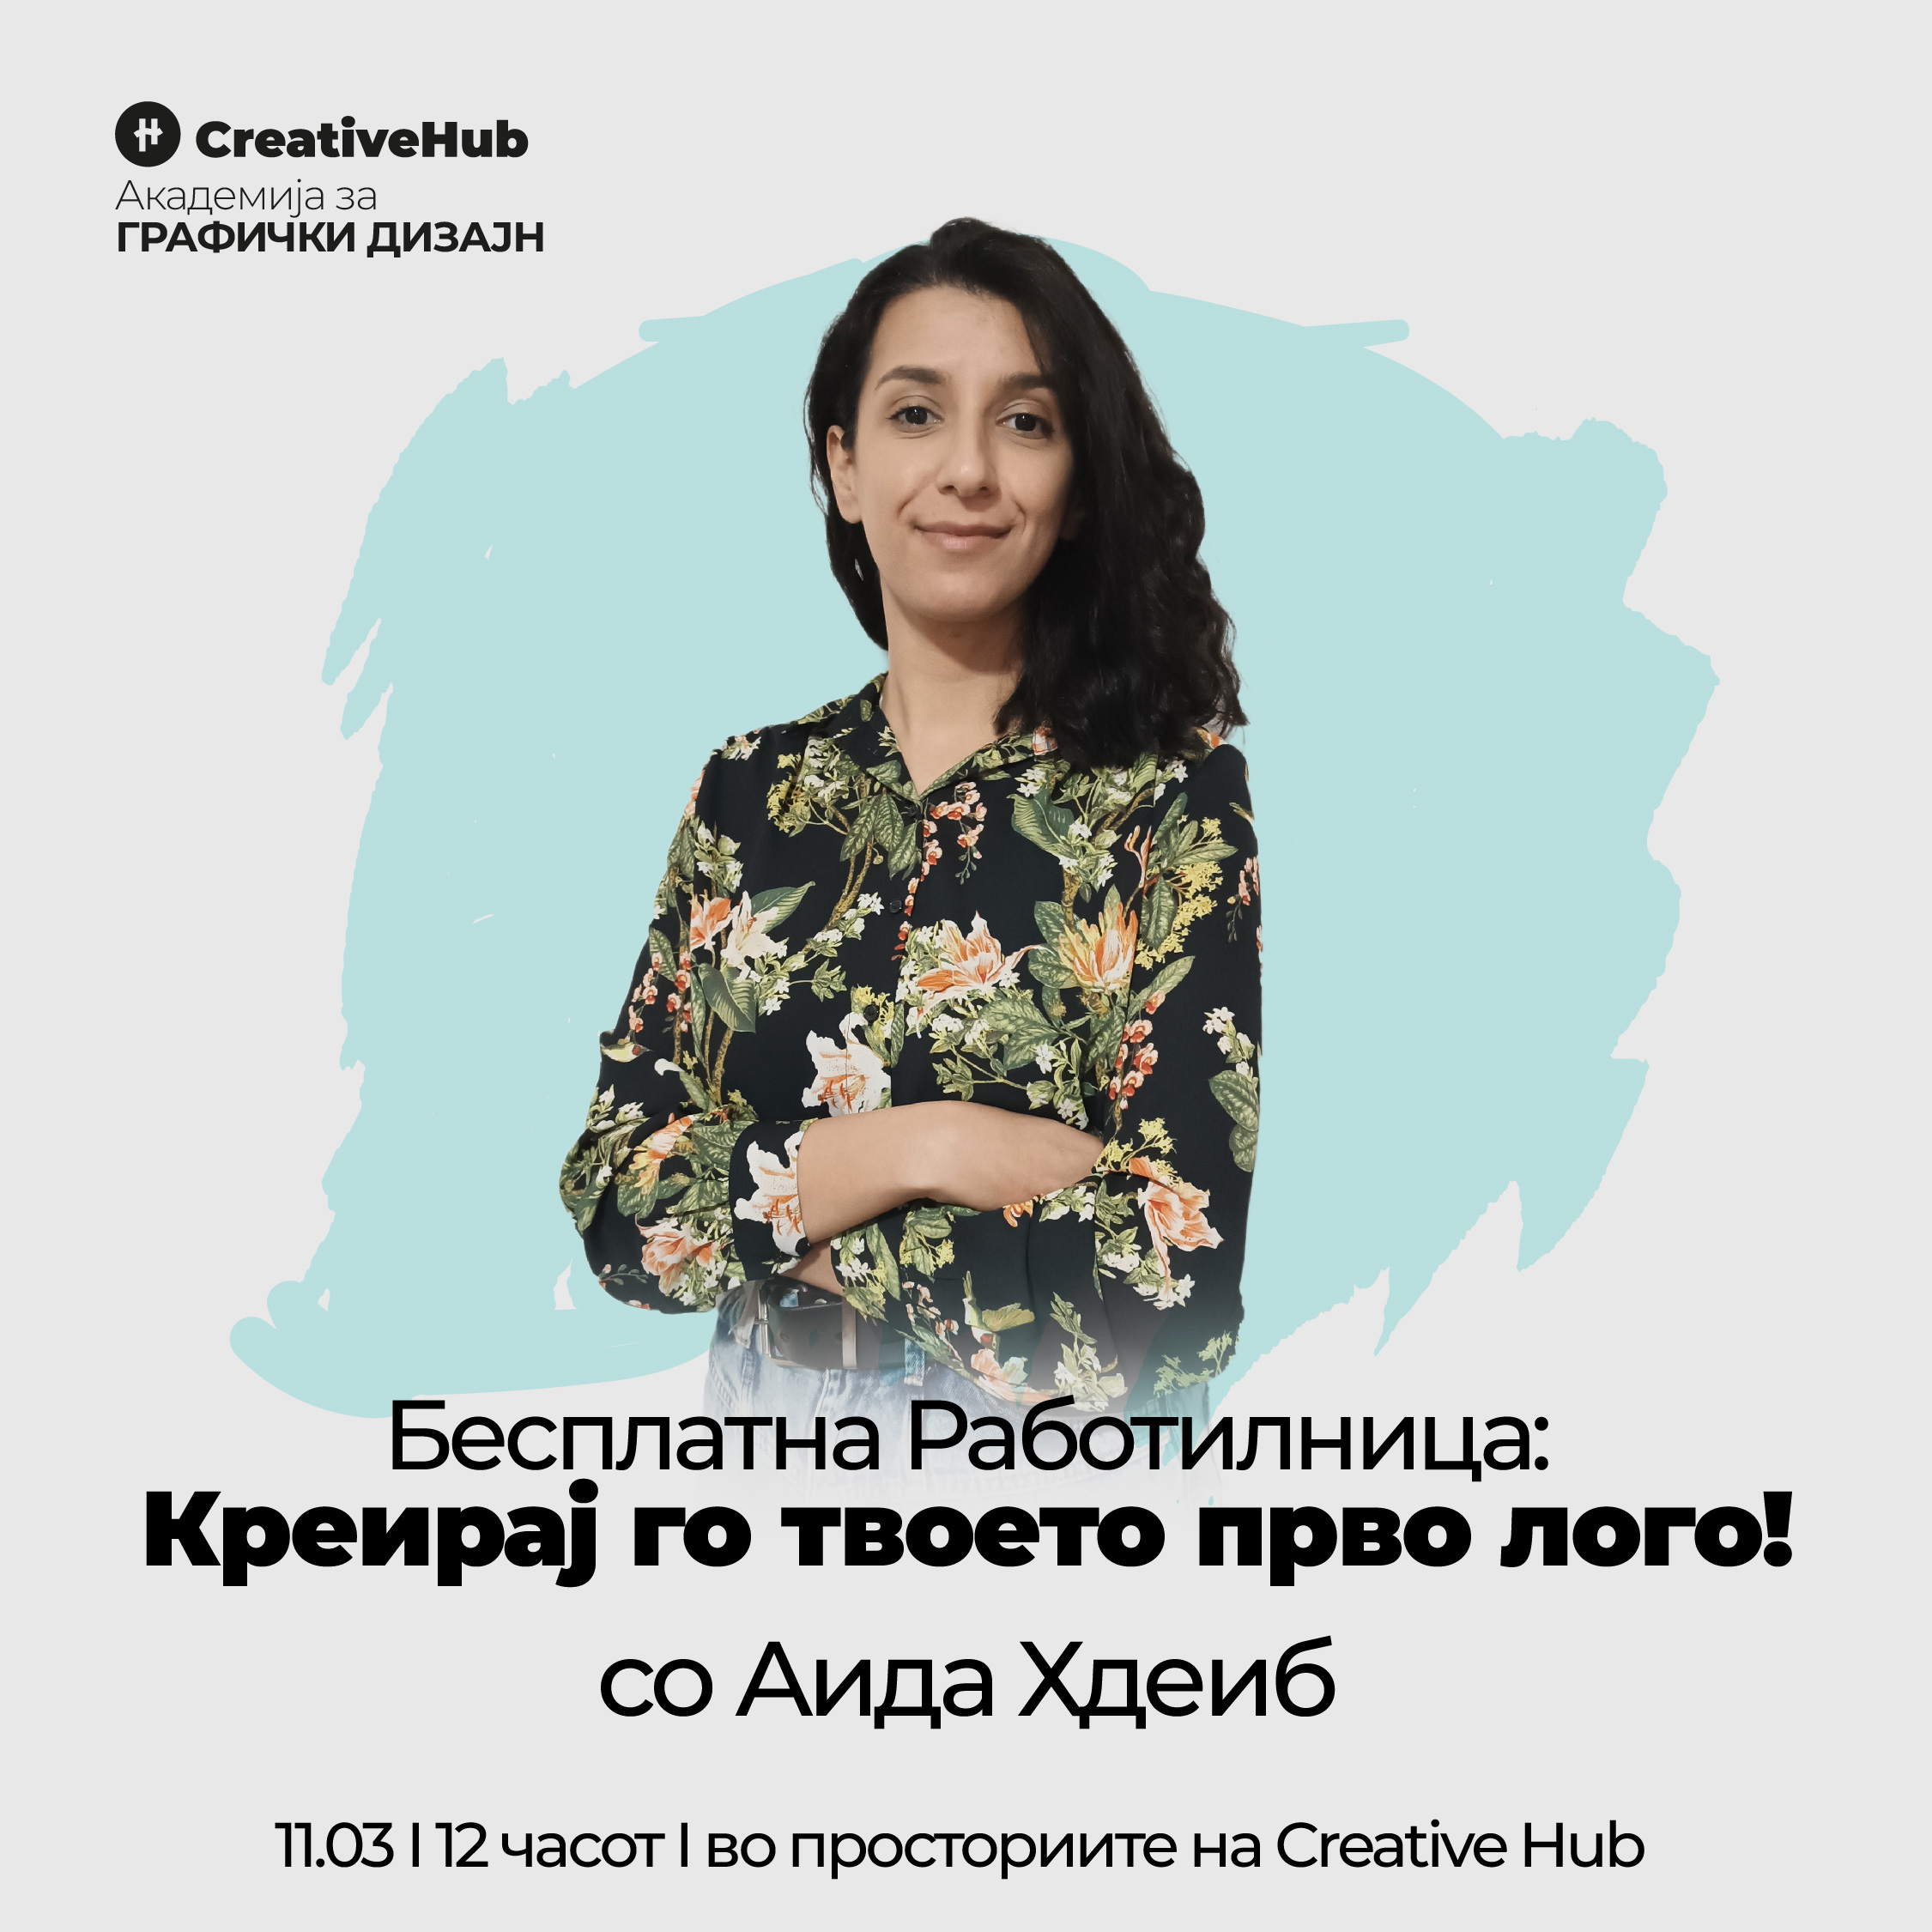 CreativeHub
Академија за
ГРАФИЧКИ ДИЗАЈН
Бесплатна Работилница:
Креирај го твоето прво лого!
со Аида Хдеиб
11.03 I 12 часот I во просториите на Creative Hub